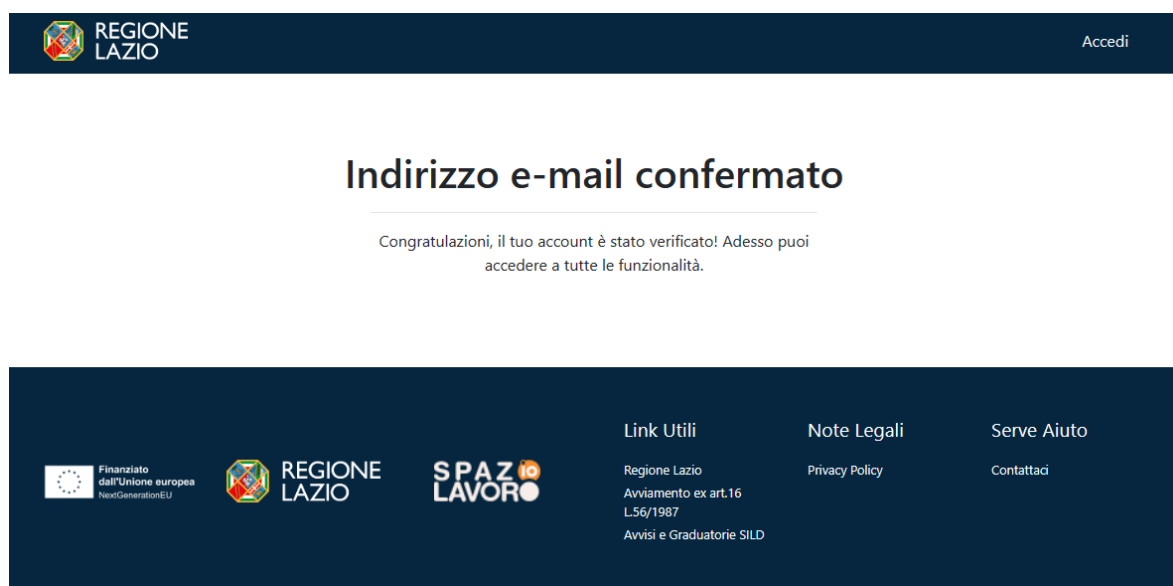 REGIONE
LAZIO
Accedi
Indirizzo e-mail confermato
Congratulazioni, il tuo account è stato verificato! Adesso puoi
accedere a tutte le funzionalità.
Finanziato
dall'Unione europea
NextGenerationEU
REGIONE
LAZIO
SPAZIO
LAVORO
Link Utili
Regione Lazio
Avviamento ex art.16
L.56/1987
Avvisi e Graduatorie SILD
Note Legali
Privacy Policy
Serve Aiuto
Contattaci